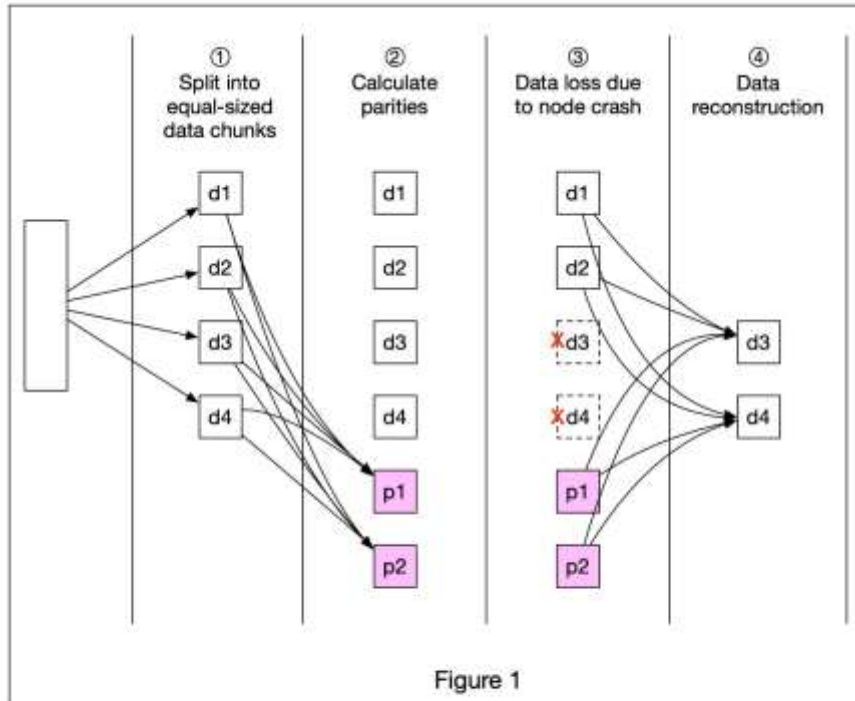 ①
Split into
equal-sized
data chunks
②
Calculate
parities
③
Data loss due
to node crash
④
Data
reconstruction
d1
d2
d3
d4
d1
d2
d3
d4
p1
p2
d1
d2
d3
d4
p1
p2
d3
d4
Figure 1